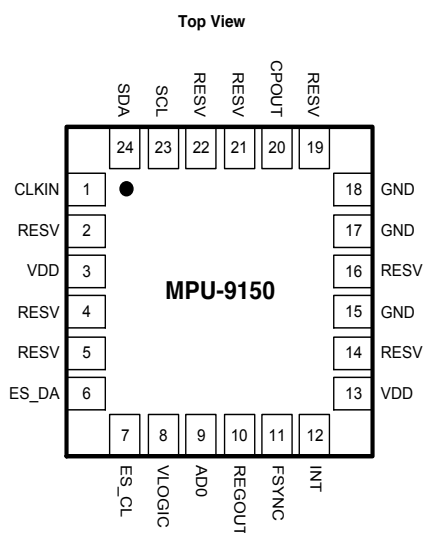 Top View
SDA
SCL
RESV
RESV
CPOUT
RESV
24
23
22
21
20
19
CLKIN 1
18 GND
RESV 2
17 GND
VDD 3
16 RESV
MPU-9150
RESV 4
15 GND
RESV 5
14 RESV
ES_DA 6
13 VDD
7
8
9
10
11
12
ES_CL
VLOGIC
AD0
REGOUT
FSYNC
INT